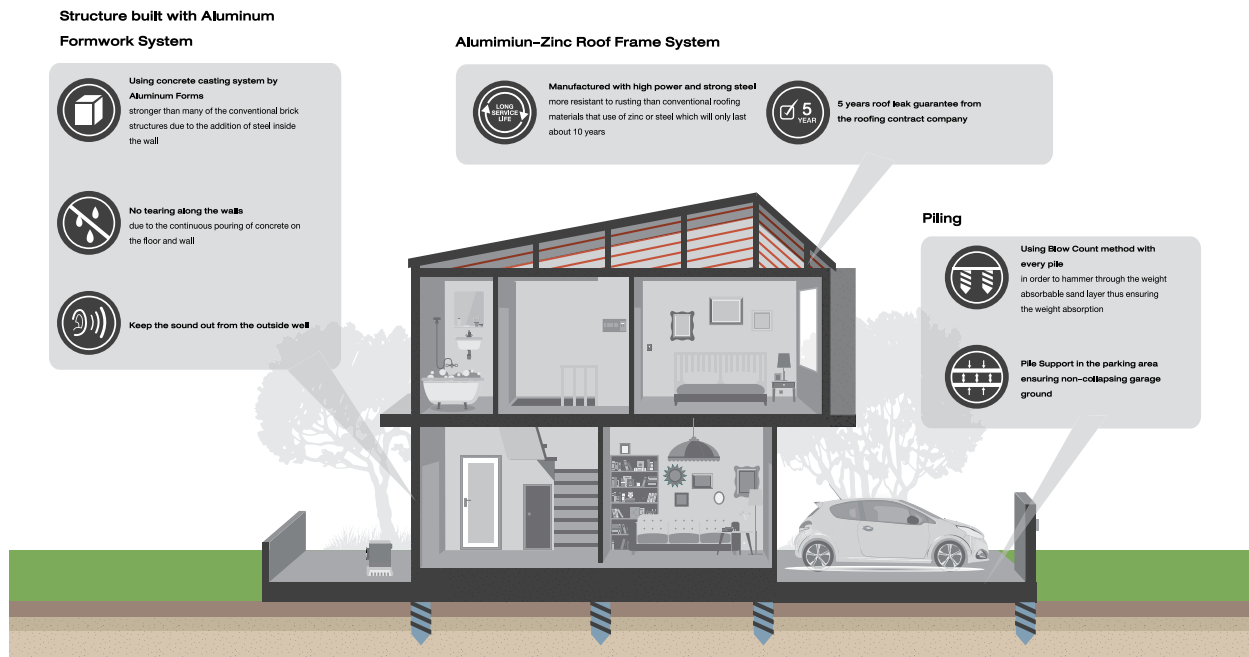 Structure built with Aluminum
Formwork System
Using concrete casting system by
Aluminum Forms
stronger than many of the conventional brick
structures due to the addition of steel inside
the wall
No tearing along the walls
due to the continuous pouring of concrete on
the floor and wall
Keep the sound out from the outside well
Alumimiun-Zinc Roof Frame System
LONG
SERVICE
LIFE
Manufactured with high power and strong steel
more resistant to rusting than conventional roofing
materials that use of zinc or steel which will only last
about 10 years
5
YEAR
5 years roof leak guarantee from
the roofing contract company
Piling
Using Blow Count method with
every pile
in order to hammer through the weight
absorbable sand layer thus ensuring
the weight absorption
Pile Support in the parking area
ensuring non-collapsing garage
ground